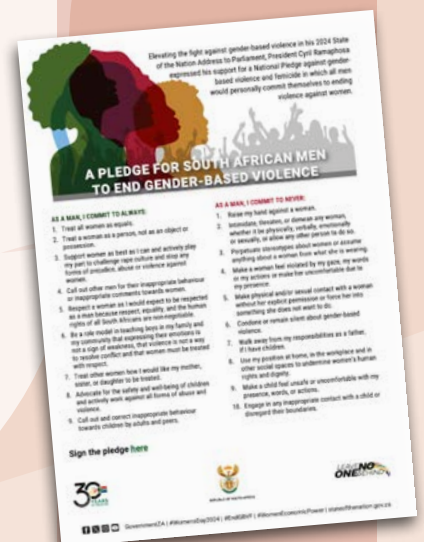 Elevating the fight against gender-based violence in his 2024 State
of the Nation Address to Parliament, President Cyril Ramaphosa
expressed his support for a National Pledge against gender-
based violence and femicide in which all men
would personally commit themselves to ending
violence against women.
A PLEDGE FOR SOUTH AFRICAN MEN
TO END GENDER-BASED VIOLENCE
AS A MAN, I COMMIT TO ALWAYS:
1. Treat all women as equals.
2. Treat a woman as a person, not as an object or
possession.
3. Support women as best as I can and actively play
my part to challenge rape culture and stop any
forms of prejudice, abuse or violence against
women.
4. Call out other men for their inappropriate behaviour
or inappropriate comments towards women.
5. Respect a woman as I would expect to be respected
as a man because respect, equality, and the human
rights of all South Africans are non-negotiable.
6. Be a role model in teaching boys in my family and
my community that expressing their emotions is
not a sign of weakness, that violence is not a way
to resolve conflict and that women must be treated
with respect.
7. Treat other women how I would like my mother,
sister, or daughter to be treated.
8. Advocate for the safety and well-being of children
and actively work against all forms of abuse and
violence.
9. Call out and correct inappropriate behaviour
towards children by adults and peers.
AS A MAN, I COMMIT TO NEVER:
1. Raise my hand against a woman.
2. Intimidate, threaten, or demean any woman,
whether it be physically, verbally, emotionally
or sexually, or allow any other person to do so.
3. Perpetuate stereotypes about women or assume
anything about a woman from what she is wearing.
4. Make a woman feel violated by my gaze, my words
or my actions or make her uncomfortable due to
my presence.
5. Make physical and/or sexual contact with a woman
without her explicit permission or force her into
something she does not want to do.
6. Condone or remain silent about gender-based
violence.
7. Walk away from my responsibilities as a father,
if I have children.
8. Use my position at home, in the workplace and in
other social spaces to undermine women's human
rights and dignity.
9. Make a child feel unsafe or uncomfortable with my
presence, words, or actions.
10. Engage in any inappropriate contact with a child or
disregard their boundaries.
Sign the pledge here
30
YEARS
REPUBLIC OF SOUTH AFRICA
LEAVE NO
ONE BEHIND
GovernmentZA | #WomensDay2024 | #EndGBVF | #WomenEconomicPower | stateofthenation.gov.za